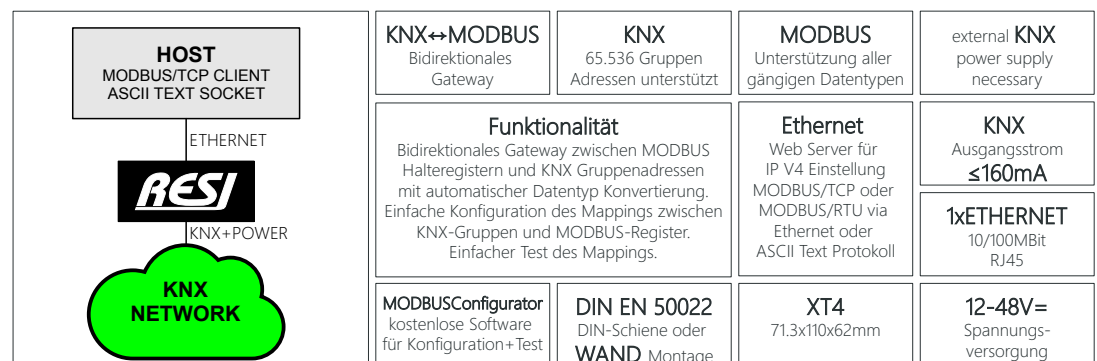 HOST
MODBUS/TCP CLIENT
ASCII TEXT SOCKET
ETHERNET
RESI
KNX+POWER
KNX
NETWORK
KNX↔MODBUS
Bidirektionales
Gateway
KNX
65.536 Gruppen
Adressen unterstützt
MODBUS
Unterstützung aller
gängigen Datentypen
external KNX
power supply
necessary
Funktionalität
Bidirektionales Gateway zwischen MODBUS
Halteregistern und KNX Gruppenadressen
mit automatischer Datentyp Konvertierung.
Einfache Konfiguration des Mappings zwischen
KNX-Gruppen und MODBUS-Register.
Einfacher Test des Mappings.
Ethernet
Web Server für
IP V4 Einstellung
MODBUS/TCP oder
MODBUS/RTU via
Ethernet oder
ASCII Text Protokoll
KNX
Ausgangsstrom
≤160mA
1xETHERNET
10/100MBit
RJ45
MODBUSConfigurator
kostenlose Software
für Konfiguration+Test
DIN EN 50022
DIN-Schiene oder
WAND Montage
XT4
71.3x110x62mm
12-48V=
Spannungs-
versorgung